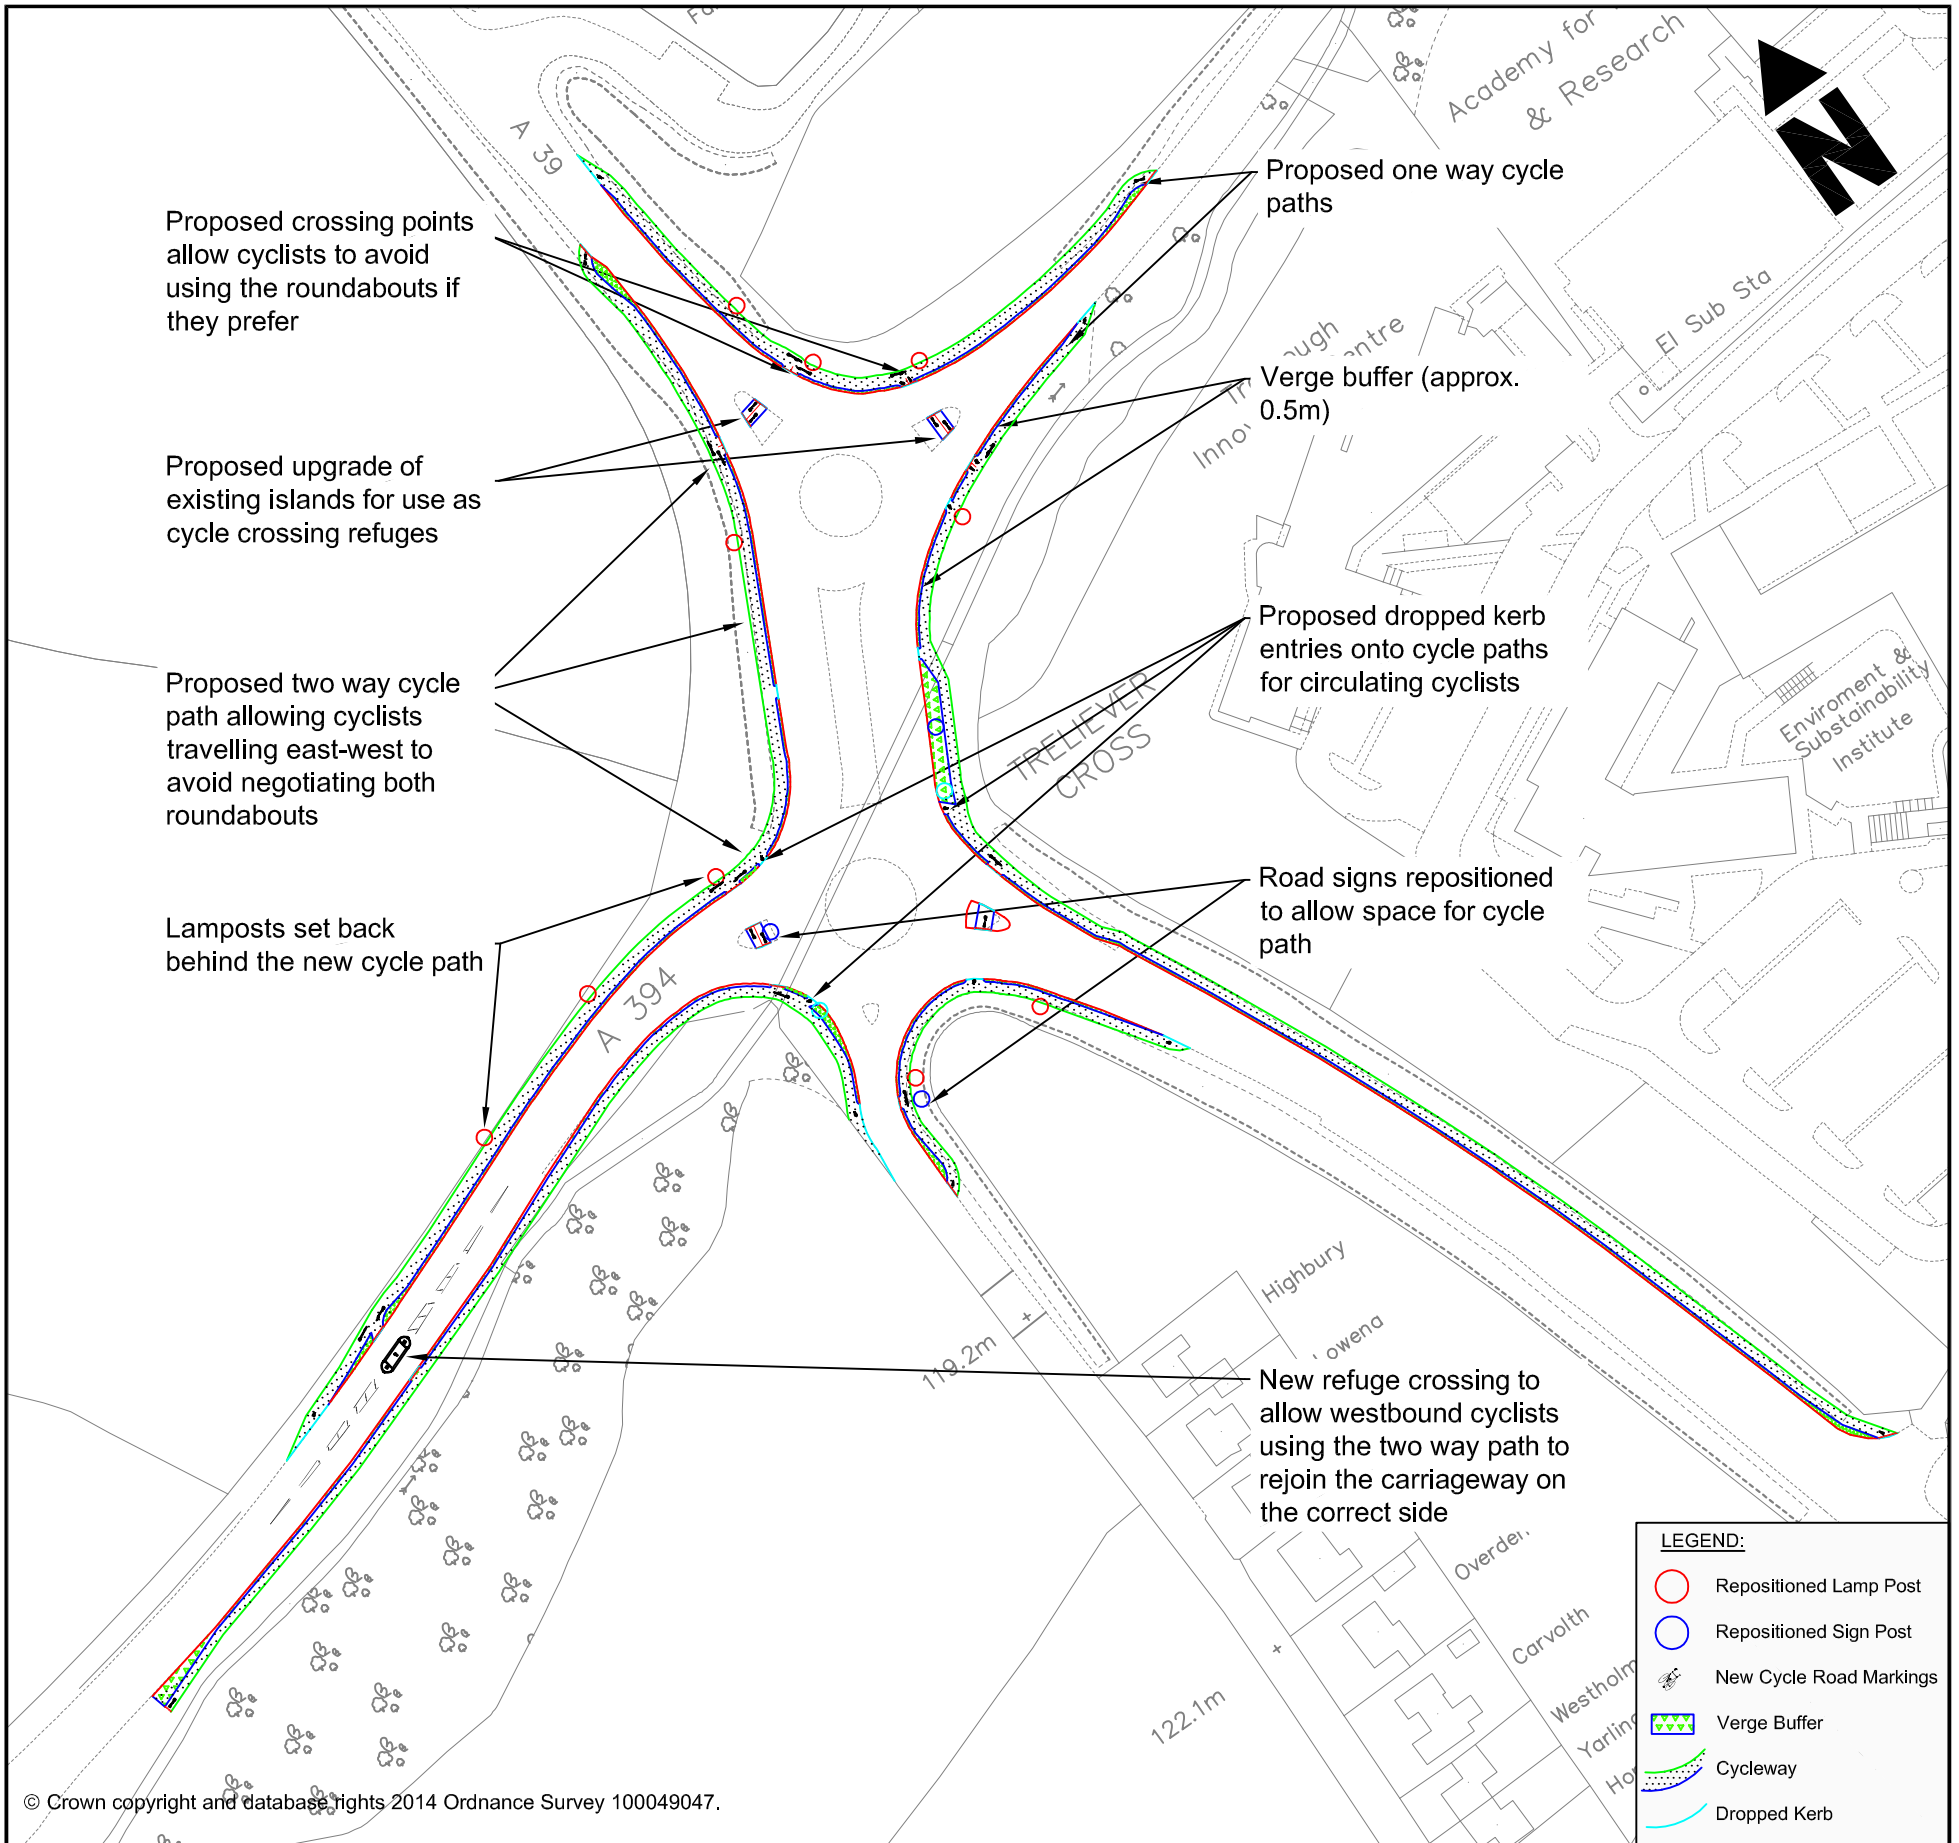 A 39
Academy for
& Research
N
Proposed one way cycle
paths
Proposed crossing points
allow cyclists to avoid
using the roundabouts if
they prefer
El Sub Sta
Verge buffer (approx.
0.5m)
Proposed upgrade of
existing islands for use as
cycle crossing refuges
Proposed dropped kerb
entries onto cycle paths
for circulating cyclists
Enviroment &
Substainability
Institute
Proposed two way cycle
path allowing cyclists
travelling east-west to
avoid negotiating both
roundabouts
TRELIEVER
CROSS
Road signs repositioned
to allow space for cycle
path
Lamposts set back
behind the new cycle path
A 394
Highbury
119.2m
New refuge crossing to
allow westbound cyclists
using the two way path to
rejoin the carriageway on
the correct side
Carvolth
122.1m
LEGEND:
Repositioned Lamp Post
Repositioned Sign Post
New Cycle Road Markings
Verge Buffer
Cycleway
Dropped Kerb
© Crown copyright and database rights 2014 Ordnance Survey 100049047.